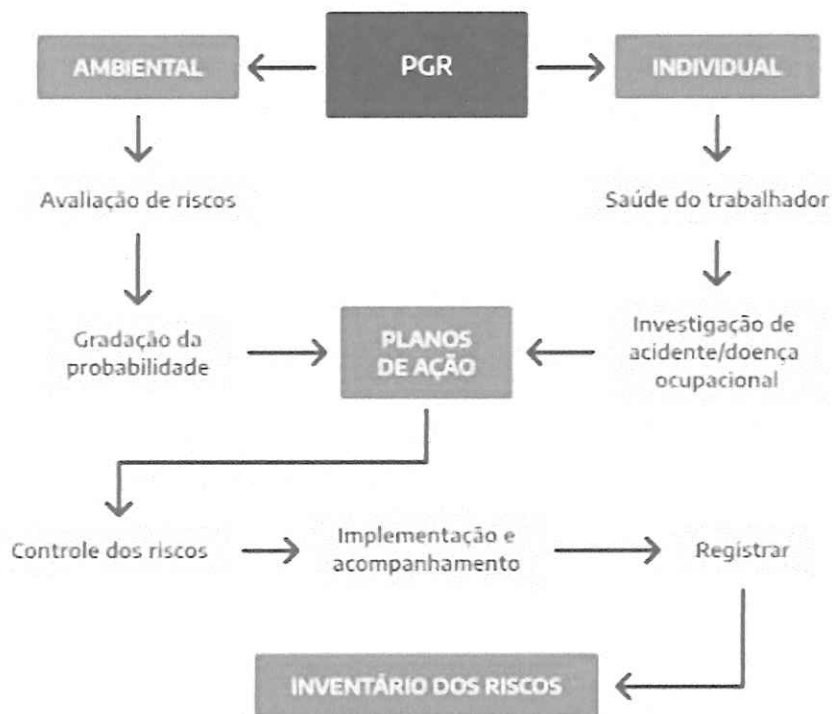 AMBIENTAL
PGR
INDIVIDUAL
Avaliação de riscos
Saúde do trabalhador
Gradação da
probabilidade
PLANOS
DE AÇÃO
Investigação de
acidente/doença
ocupacional
Controle dos riscos
Implementação e
acompanhamento
Registrar
INVENTÁRIO DOS RISCOS